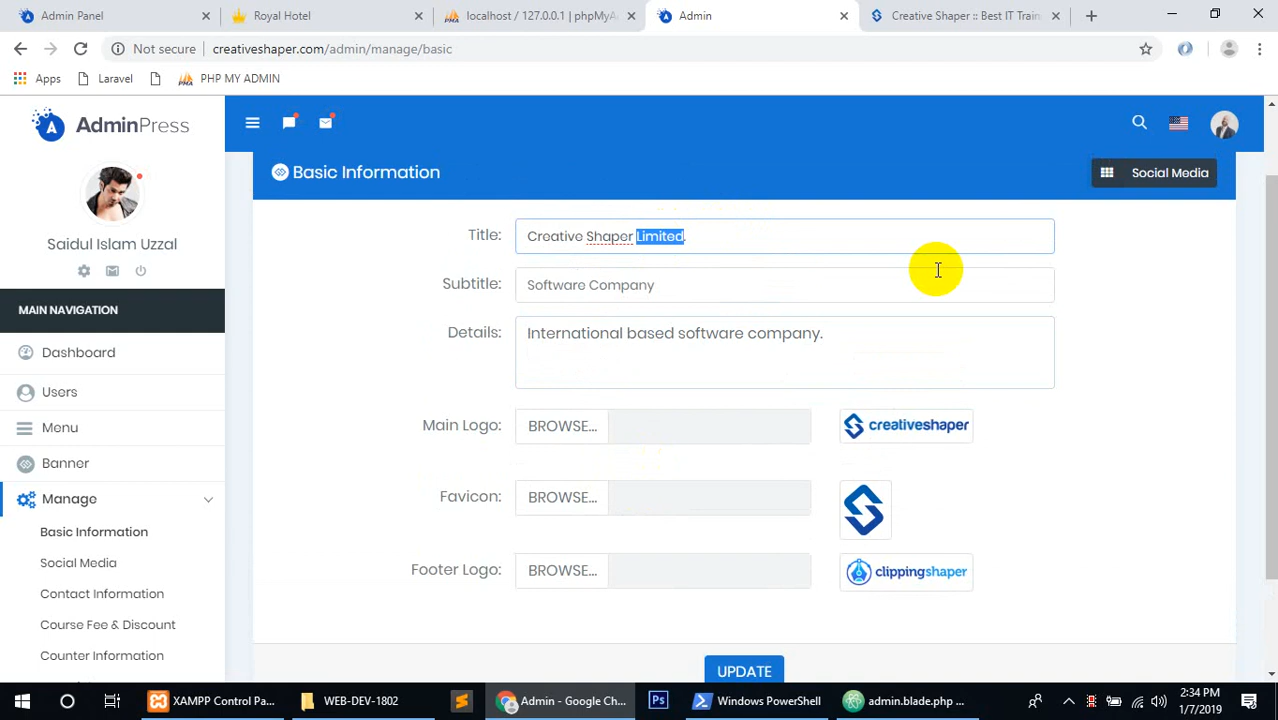 Admin Panel
Royal Hotel
localhost / 127.0.0.1 | phpMyA
Admin
Creative Shaper :: Best IT Train
Not secure
creativeshaper.com/admin/manage/basic
Apps
Laravel
PHP MY ADMIN
AdminPress
Saidul Islam Uzzal
MAIN NAVIGATION
Dashboard
Users
Menu
Banner
Manage
Basic Information
Social Media
Contact Information
Course Fee & Discount
Counter Information
Basic Information
Social Media
Title:
Creative Shaper Limited.
Subtitle:
Software Company
Details:
International based software company.
Main Logo:
BROWSE...
creativeshaper
Favicon:
BROWSE...
Footer Logo:
BROWSE...
clippingshaper
UPDATE
XAMPP Control Pa...
WEB-DEV-1802
Admin - Google Ch...
Ps
Windows PowerShell
admin.blade.php ...
2:34 PM
1/7/2019